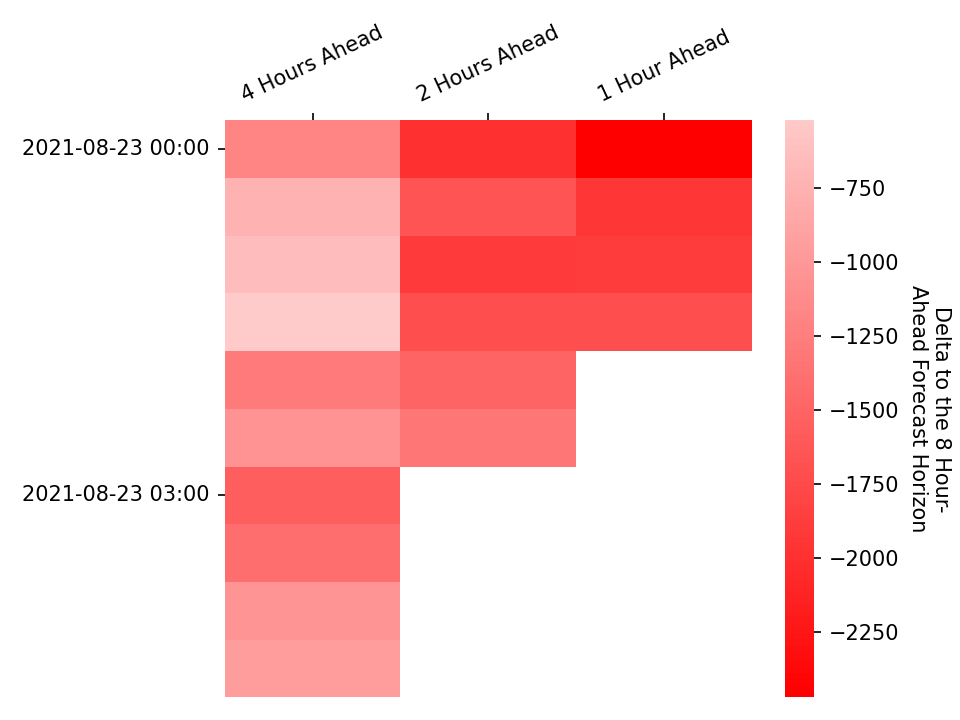 4 Hours Ahead
2 Hours Ahead
1 Hour Ahead
2021-08-23 00:00
2021-08-23 03:00
−750
−1000
−1250
−1500
−1750
−2000
−2250
Delta to the 8 Hour-
Ahead Forecast Horizon